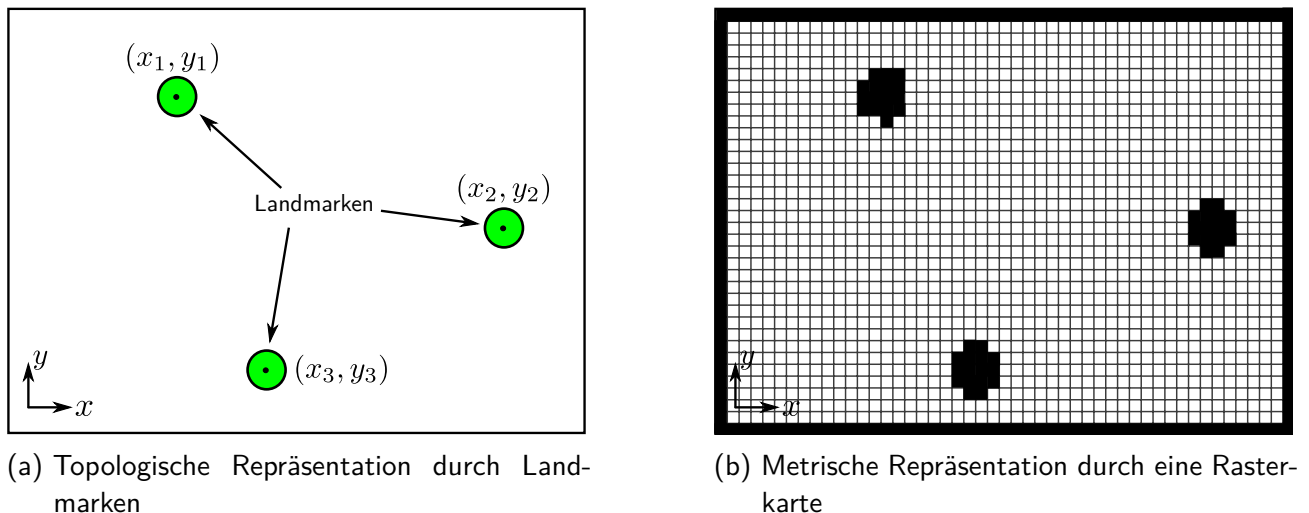 (x₁, y₁)
(x₂, y₂)
Landmarken
(x₃, y₃)
y
x
(a) Topologische Repräsentation durch Land-
marken
y
x
(b) Metrische Repräsentation durch eine Raster-
karte